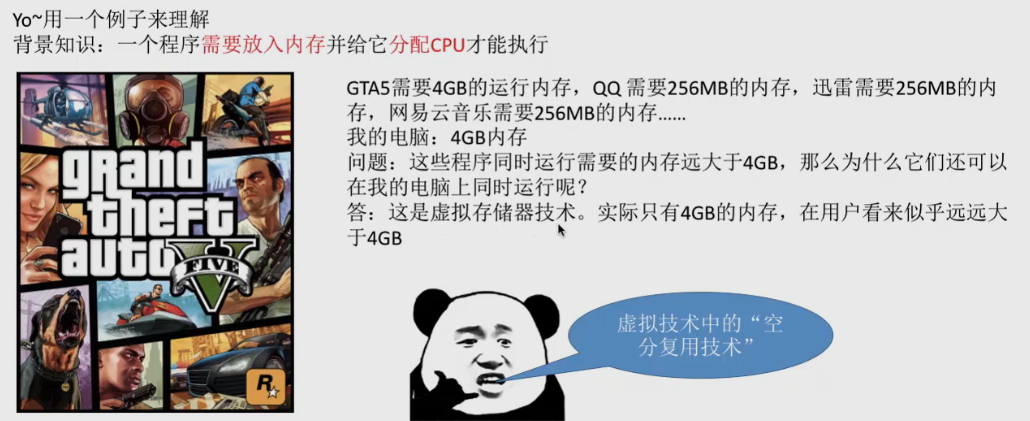 Yo~用一个例子来理解
背景知识：一个程序需要放入内存并给它分配CPU才能执行
grand
theft
auto
FIVE
R
GTA5需要4GB的运行内存，QQ 需要256MB的内存，迅雷需要256MB的内
存，网易云音乐需要256MB的内存……
我的电脑：4GB内存
问题：这些程序同时运行需要的内存远大于4GB，那么为什么它们还可以
在我的电脑上同时运行呢？
答：这是虚拟存储器技术。实际只有4GB的内存，在用户看来似乎远远大
于4GB
虚拟技术中的“空
分复用技术”